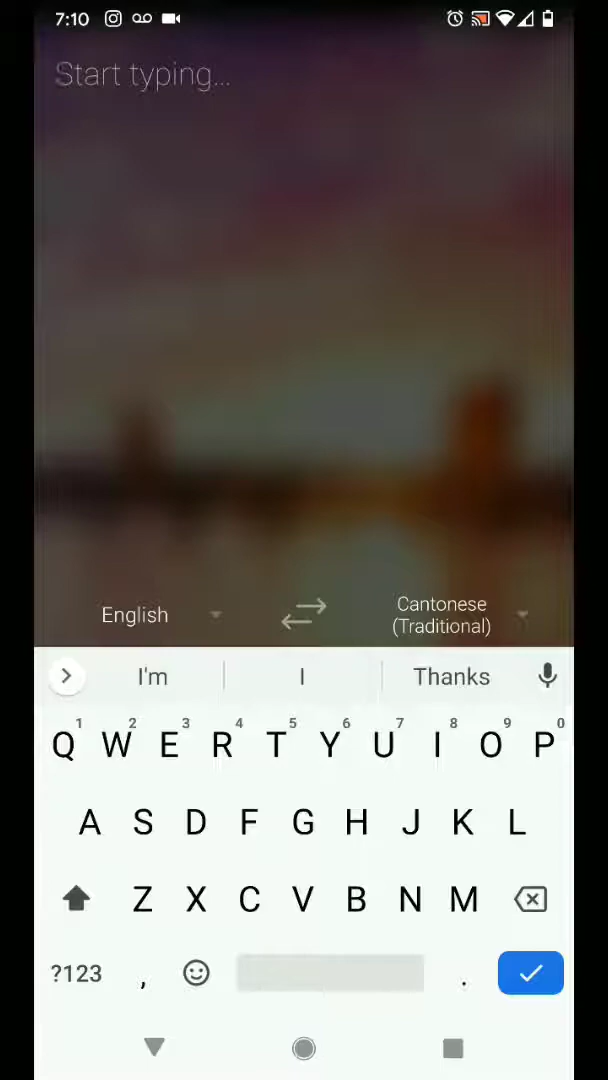 7:10
Start typing...
English
Cantonese
(Traditional)
I'm I Thanks
1 2 3 4 5 6 7 8 9 0
Q W E R T Y U I O P
A S D F G H J K L
Z X C V B N M
?123 , .